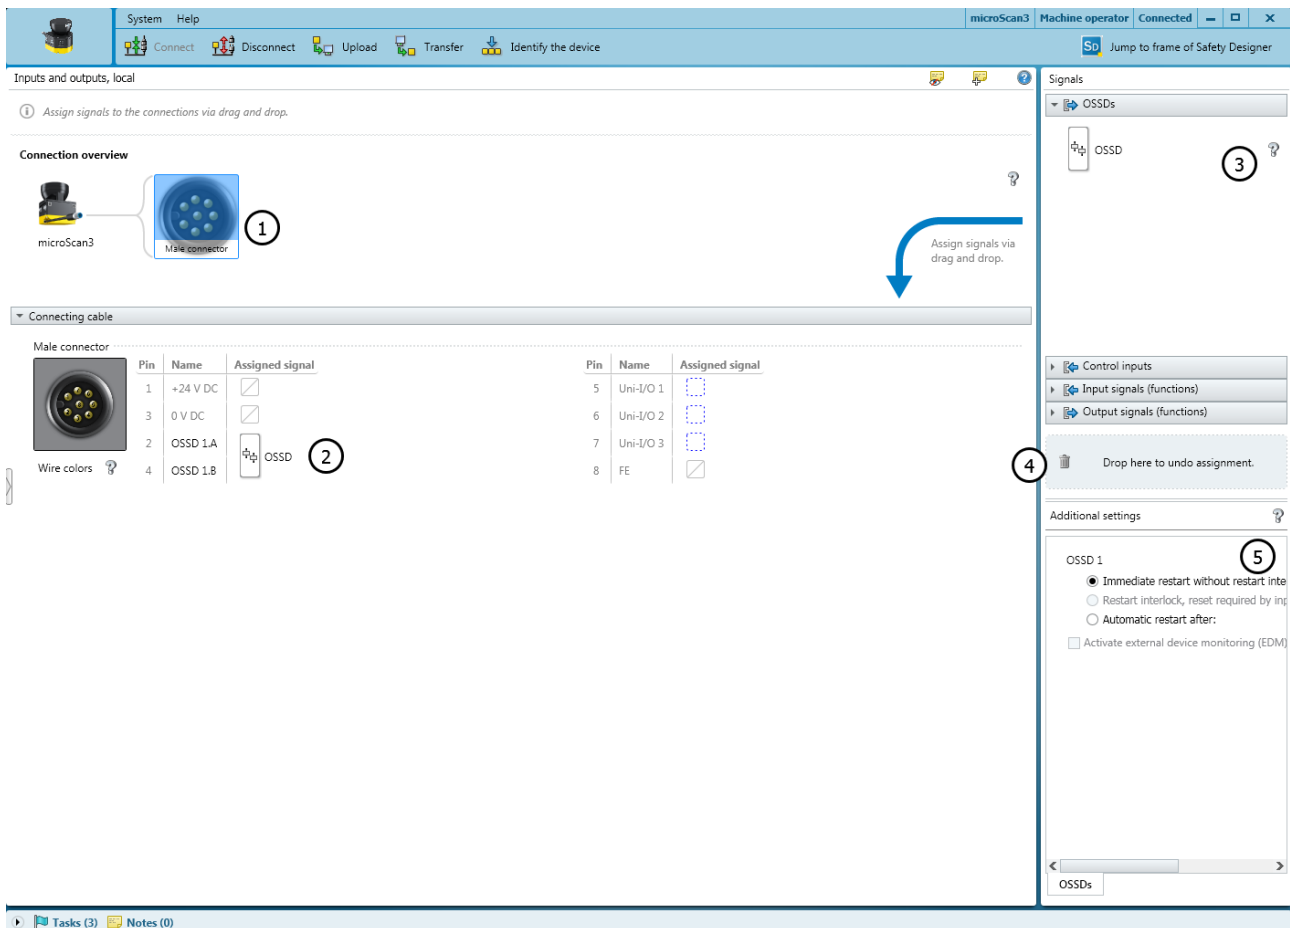 System Help
microScan3 Machine operator Connected
Connect Disconnect Upload Transfer Identify the device
SD Jump to frame of Safety Designer
Inputs and outputs, local
Assign signals to the connections via drag and drop.
Connection overview
microScan3
Male connector
1
Assign signals via
drag and drop.
Connecting cable
Male connector
Pin Name Assigned signal
1 +24 V DC
3 0 V DC
2 OSSD 1.A
4 OSSD 1.B
OSSD
2
Wire colors
Pin Name Assigned signal
5 Uni-I/O 1
6 Uni-I/O 2
7 Uni-I/O 3
8 FE
Signals
OSSDs
OSSD
3
Control inputs
Input signals (functions)
Output signals (functions)
4
Drop here to undo assignment.
Additional settings
5
OSSD 1
Immediate restart without restart inte
Restart interlock, reset required by inp
Automatic restart after:
Activate external device monitoring (EDM)
OSSDs
Tasks (3) Notes (0)